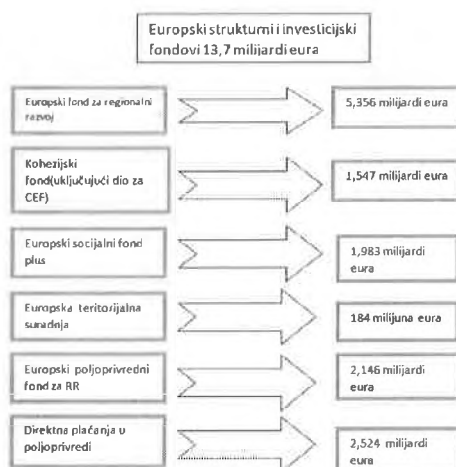 Europski strukturni i investicijski
fondovi 13,7 milijardi eura
Europski fond za regionalni
razvoj
5,356 milijardi eura
Kohezijski
fond(uključujući dio za
CEF)
1,547 milijardi eura
Europski socijalni fond
plus
1,983 milijardi
eura
Europska teritorijalna
suradnja
184 milijuna eura
Europski poljoprivredni
fond za RR
2,146 milijardi
eura
Direktna plaćanja u
poljoprivredi
2,524 milijardi
eura